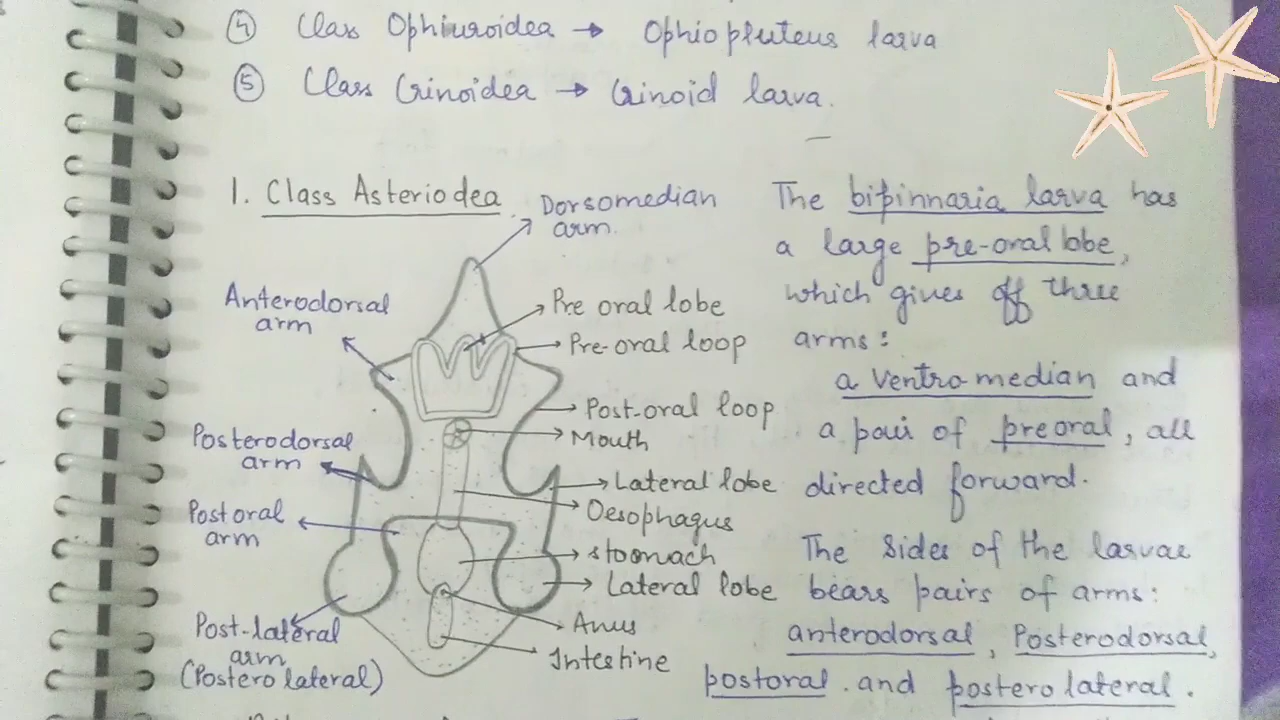 ④ Class Ophiuroidea → Ophiopluteus larva
⑤ Class Crinoidea → Crinoid larva.
1. Class Asteriodea
Dorsomedian
arm.
Anterodorsal
arm
Pre oral lobe
Pre-oral loop
Post-oral loop
Mouth
Posterodorsal
arm
Lateral lobe
Oesophagus
Post oral
arm
stoomach
Lateral lobe
Post-lateral
arm
(Postero lateral)
Anus
Intestine
The bipinnaria larva has
a large pre-oral lobe,
which gives off three
arms:
a ventromedian and
a pair of preoral, all
directed forward.
The sides of the larvae
bears pairs of arms:
anterodorsal, Posterodorsal,
postoral and postero lateral.